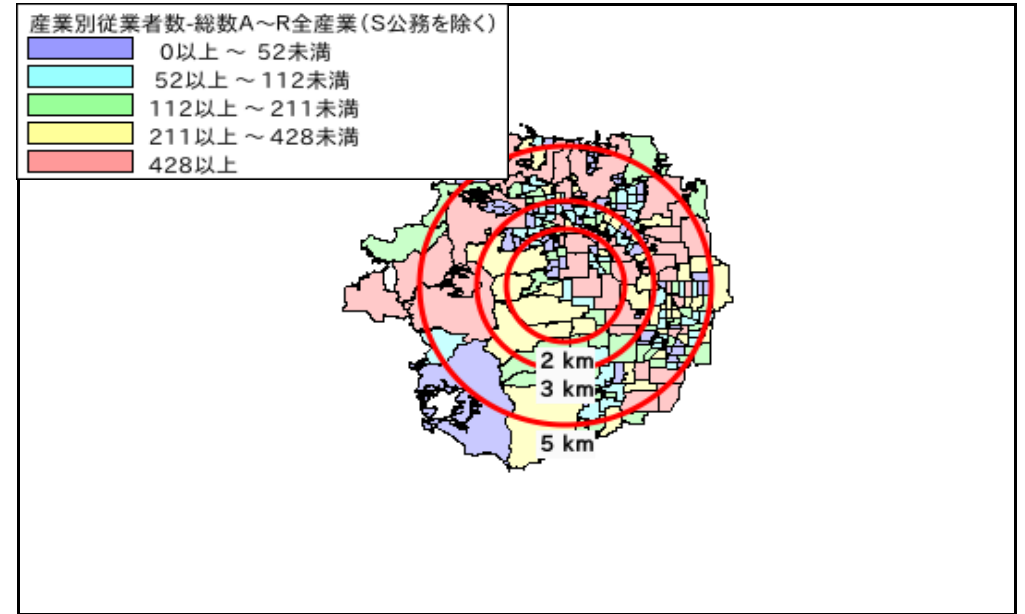 産業別従業者数-総数A～R全産業(S公務を除く)
0以上 ～ 52未満
52以上 ～ 112未満
112以上 ～ 211未満
211以上 ～ 428未満
428以上
2 km
3 km
5 km